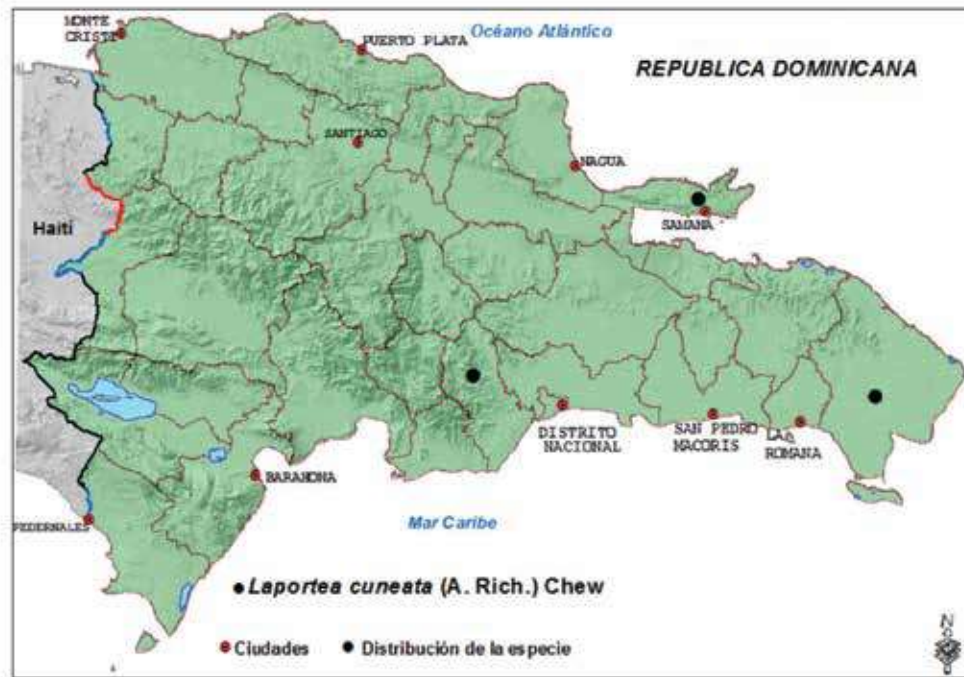 MONTE
CRISTI
PUERTO PLATA
Océano Atlántico
REPUBLICA DOMINICANA
SANTIAGO
NAGUA
Haití
SAMANA
DISTRITO
NACIONAL
SAN PEDRO
MACORIS
LA
ROMANA
BARAHONA
PEDERNALES
Mar Caribe
Laportea cuneata (A. Rich.) Chew
Ciudades
Distribución de la especie
N